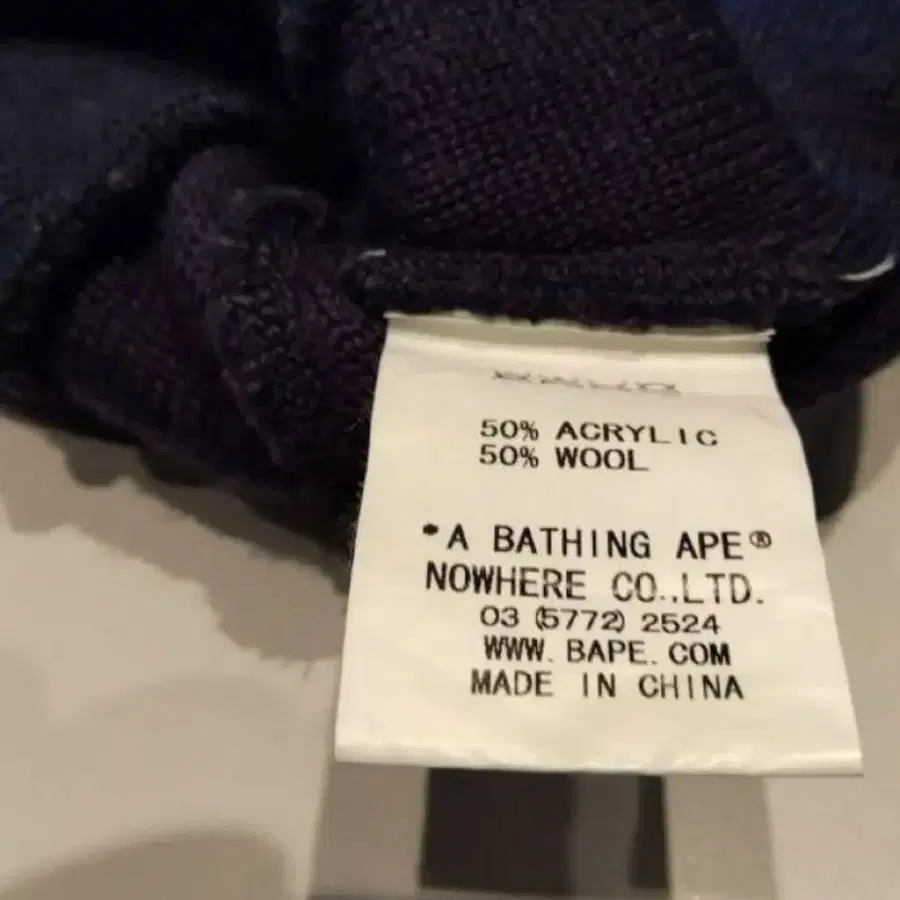 50% ACRYLIC
50% WOOL
*A BATHING APE®
NOWHERE CO.,LTD.
03 (5772) 2524
WWW. BAPE. COM
MADE IN CHINA